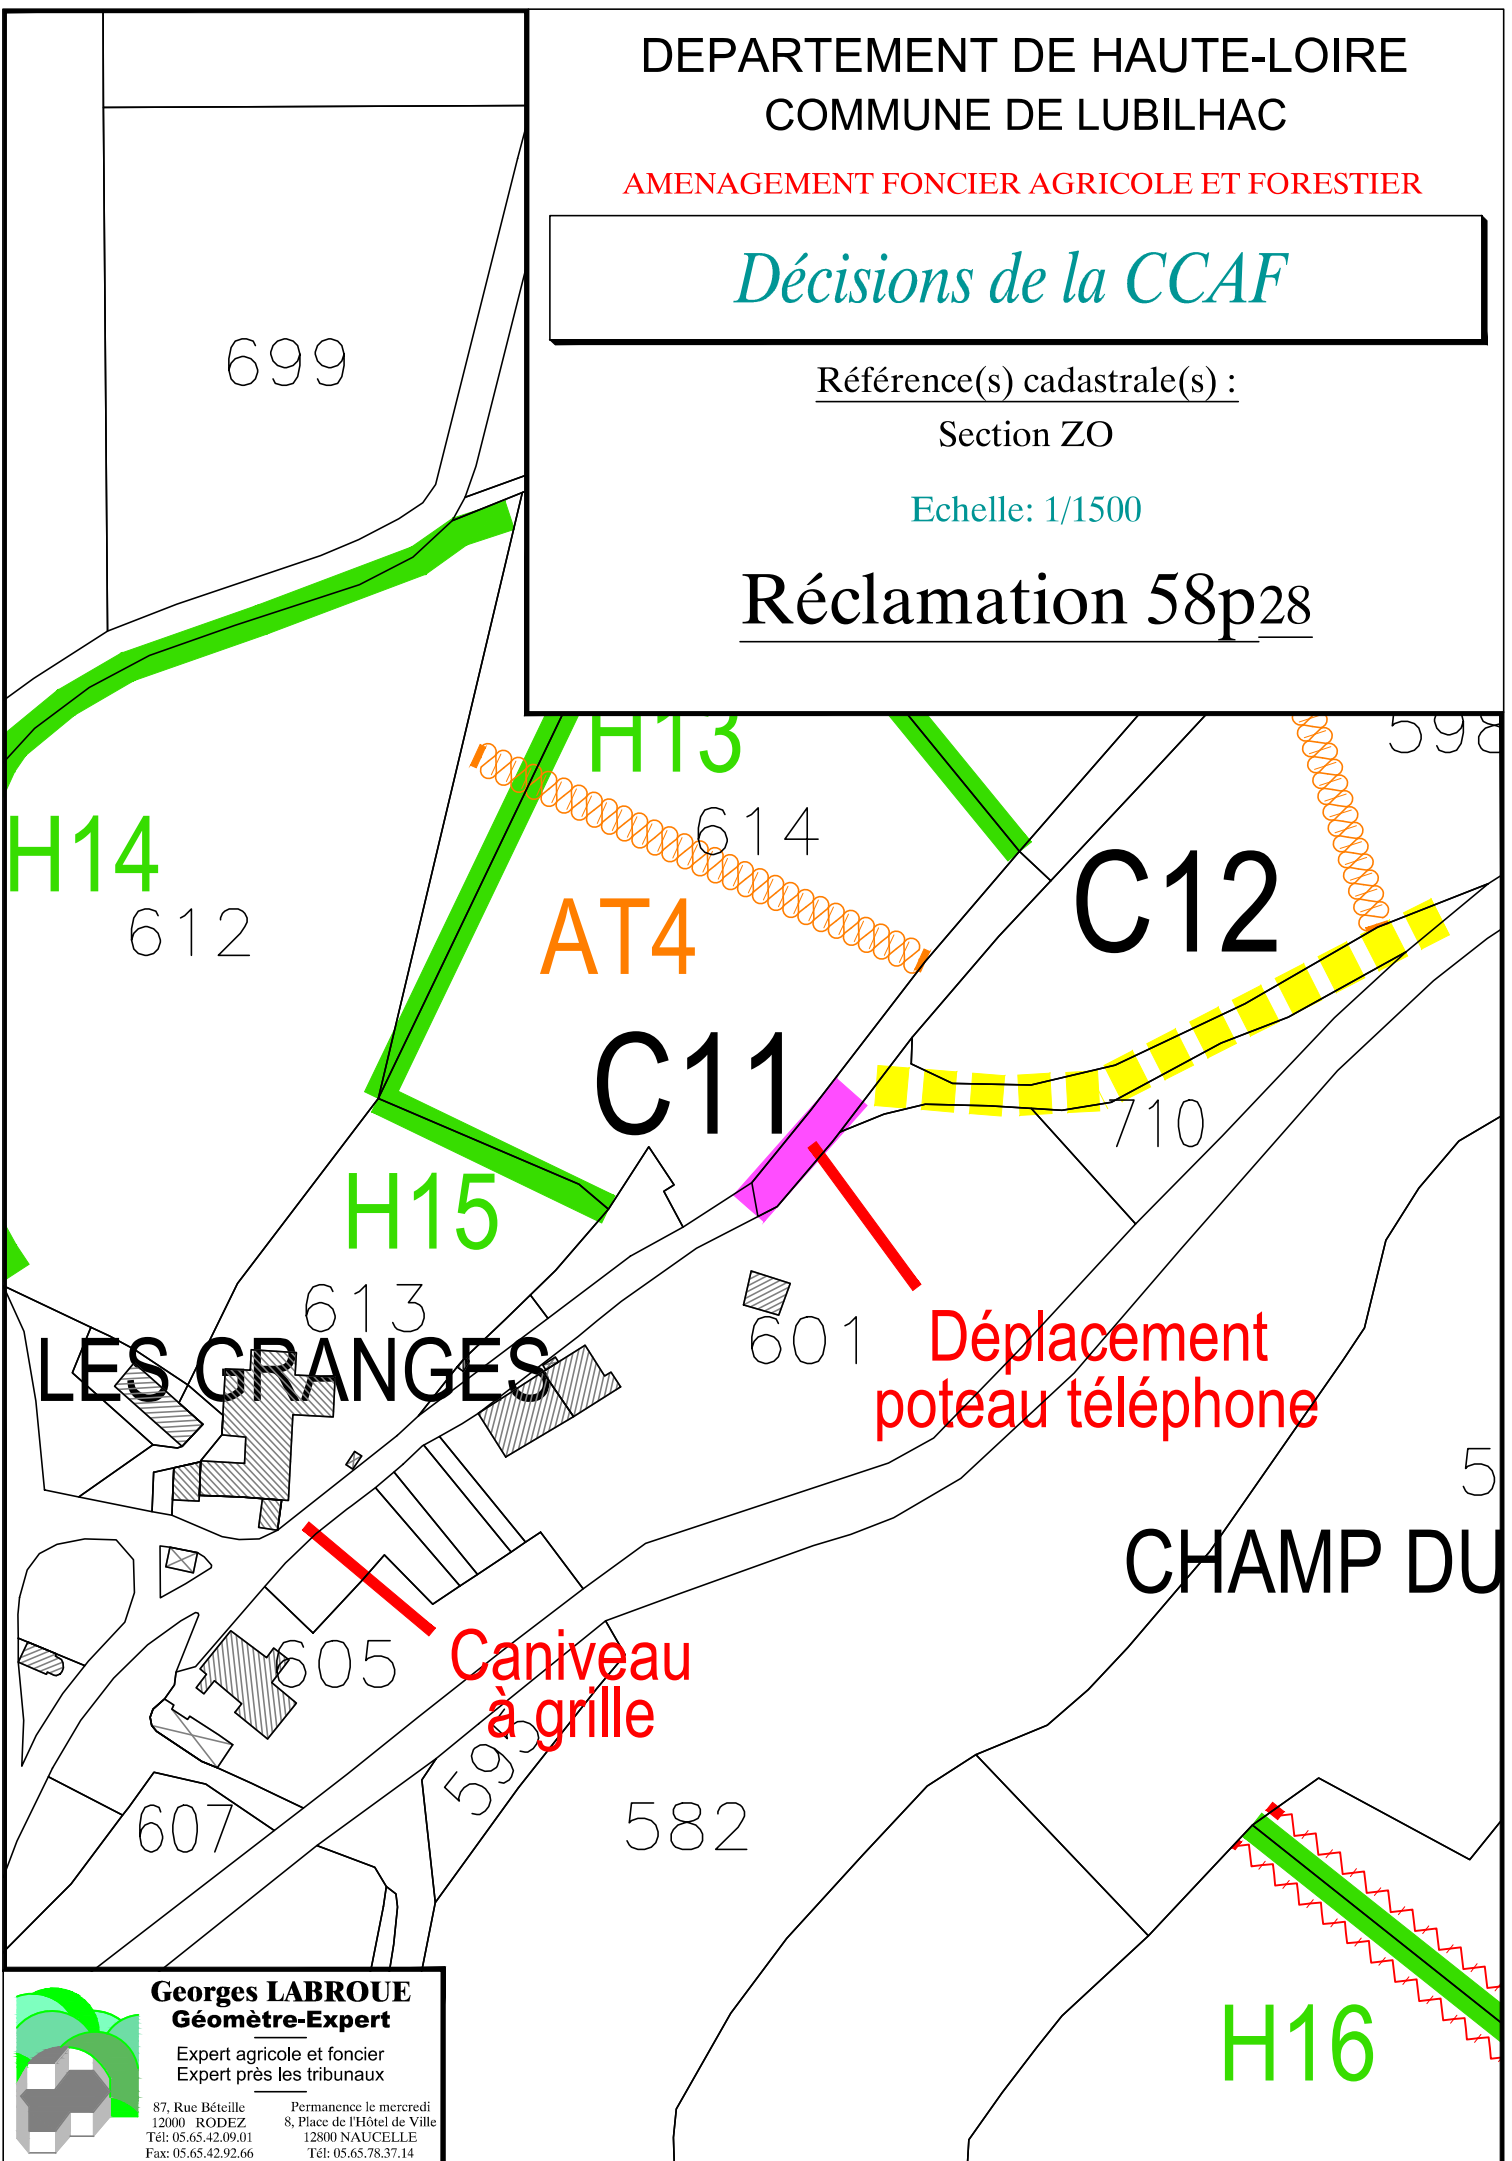 DEPARTEMENT DE HAUTE-LOIRE
COMMUNE DE LUBILHAC
AMENAGEMENT FONCIER AGRICOLE ET FORESTIER
Décisions de la CCAF
Référence(s) cadastrale(s) :
Section ZO
Echelle: 1/1500
Réclamation 58p28
699
H13
598
614
H14
612
AT4
C12
C11
710
H15
613
601
LES GRANGES
Déplacement
poteau téléphone
5
CHAMP DU
605
Caniveau
à grille
593
607
582
H16
Georges LABROUE
Géomètre-Expert
Expert agricole et foncier
Expert près les tribunaux
87, Rue Béteille
12000 RODEZ
Tél: 05.65.42.09.01
Fax: 05.65.42.92.66
Permanence le mercredi
8, Place de l'Hôtel de Ville
12800 NAUCELLE
Tél: 05.65.78.37.14